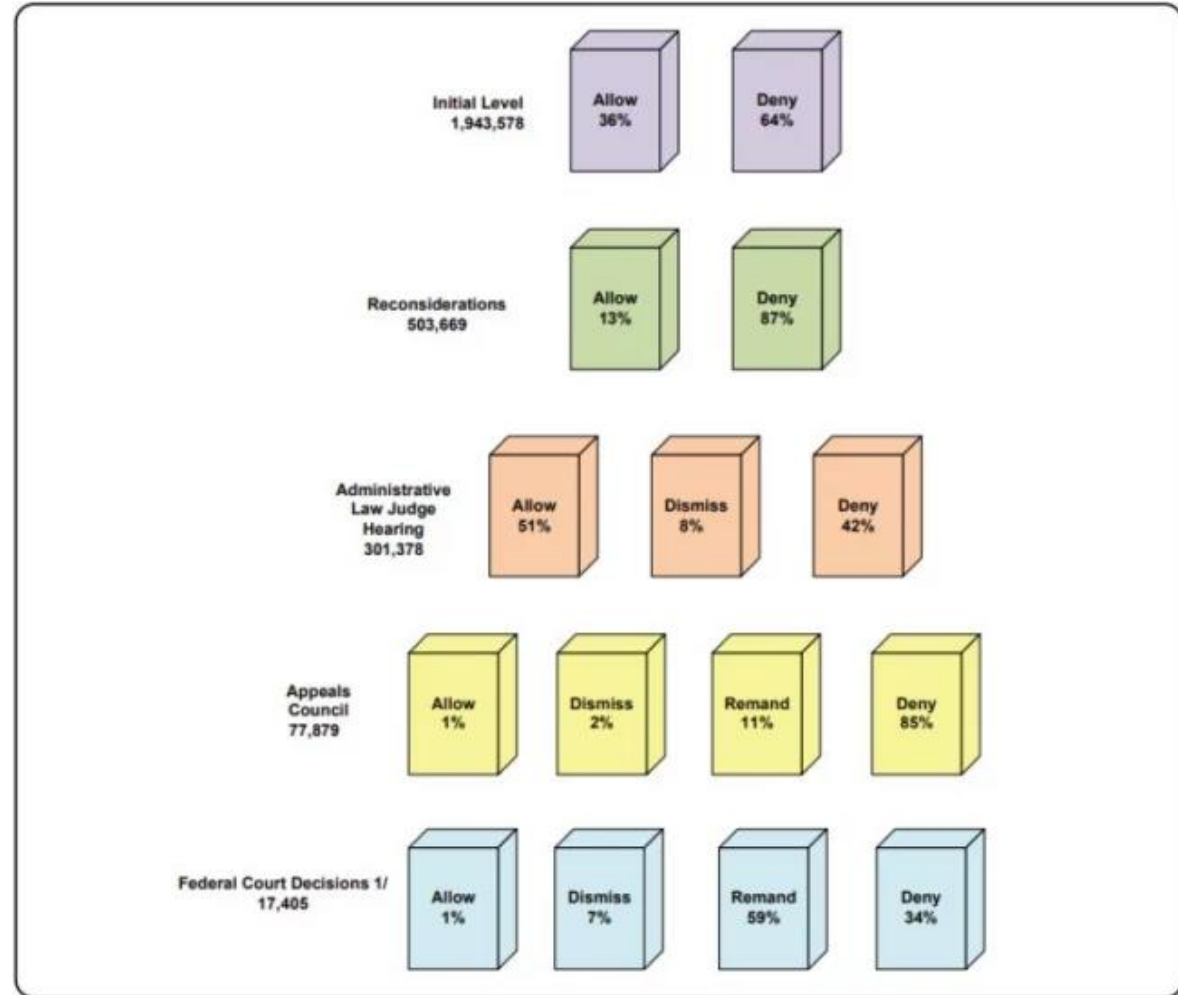 Initial Level
1,943,578
Allow
36%
Deny
64%
Reconsiderations
503,669
Allow
13%
Deny
87%
Administrative
Law Judge
Hearing
301,378
Allow
51%
Dismiss
8%
Deny
42%
Appeals
Council
77,879
Allow
1%
Dismiss
2%
Remand
11%
Deny
85%
Federal Court Decisions 1/
17,405
Allow
1%
Dismiss
7%
Remand
59%
Deny
34%